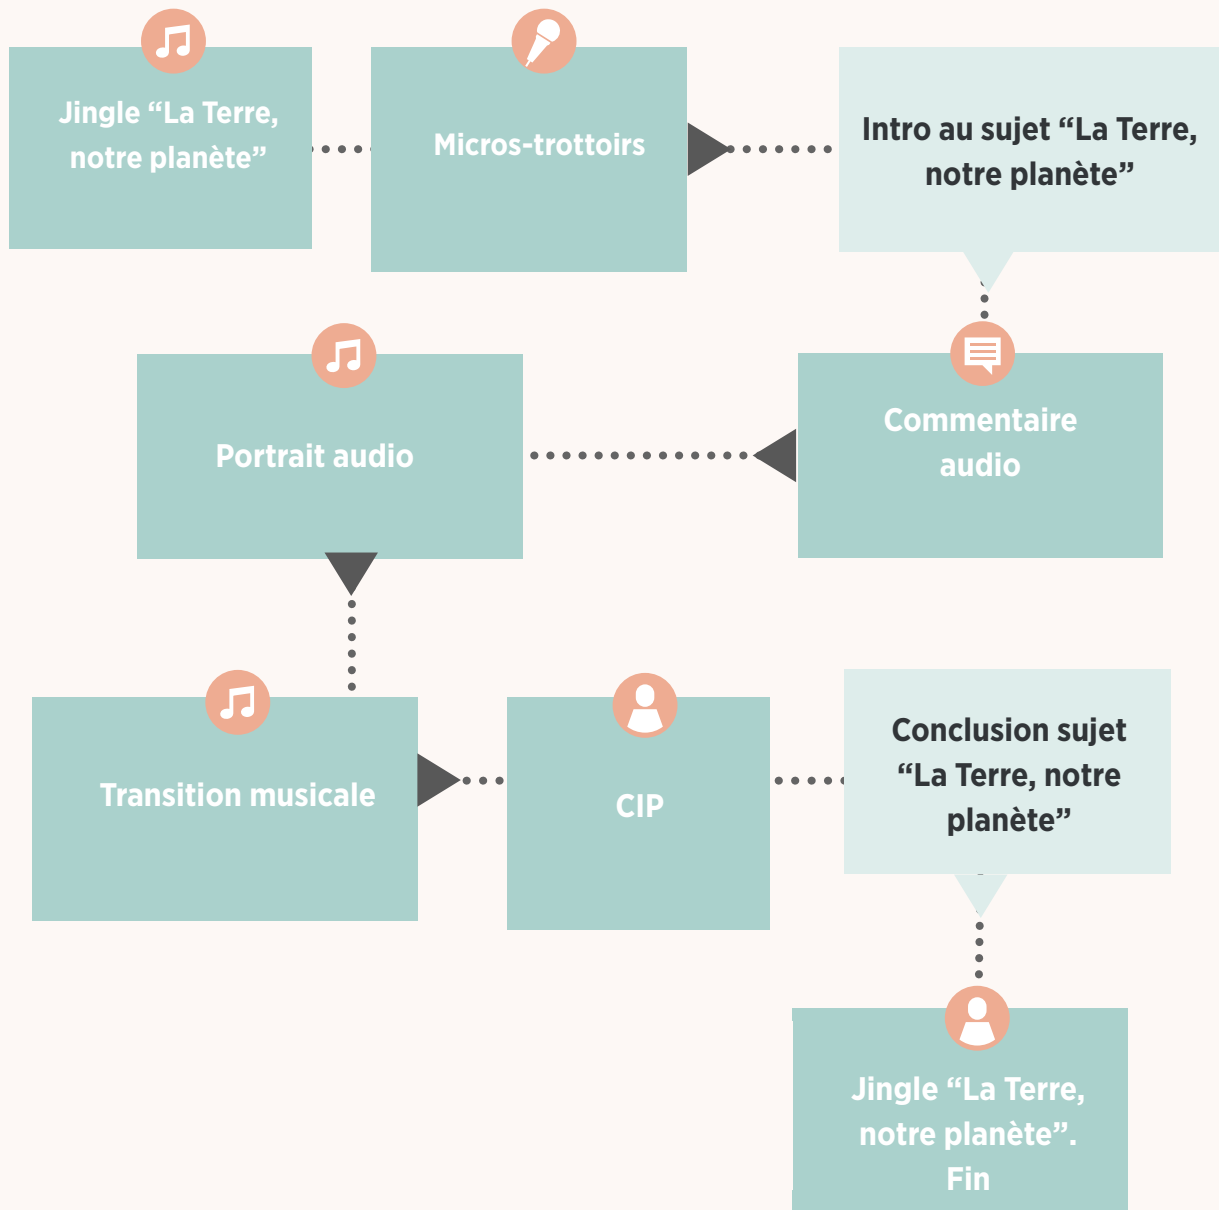 Jingle “La Terre,
notre planète”
Micros-trottoirs
Intro au sujet “La Terre,
notre planète”
Commentaire
audio
Portrait audio
Transition musicale
CIP
Conclusion sujet
“La Terre, notre
planète”
Jingle “La Terre,
notre planète”.
Fin